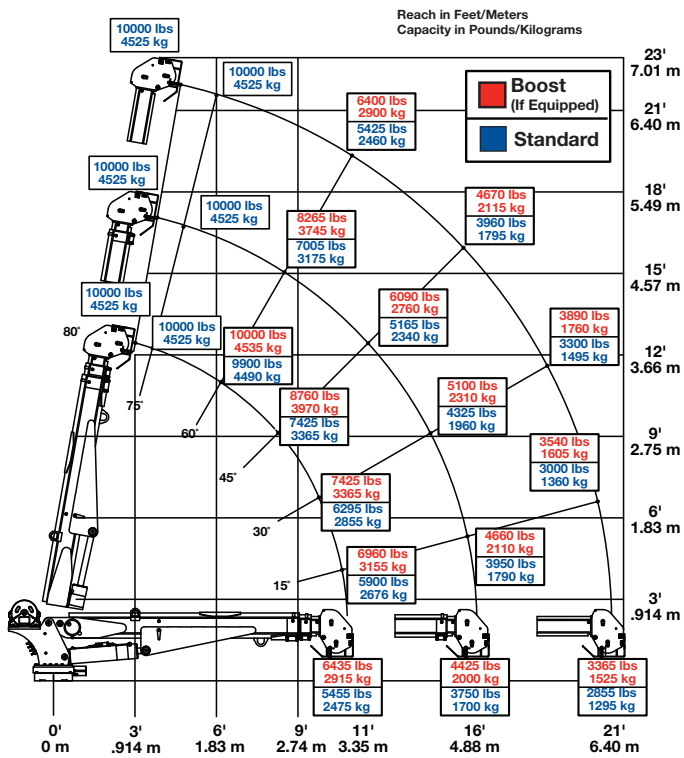 Reach in Feet/Meters
Capacity in Pounds/Kilograms
10000 lbs
4525 kg
10000 lbs
4525 kg
6400 lbs
2900 kg
5425 lbs
2460 kg
Boost
(If Equipped)
Standard
23'
7.01 m
21'
6.40 m
18'
5.49 m
15'
4.57 m
12'
3.66 m
9'
2.75 m
6'
1.83 m
3'
.914 m
10000 lbs
4525 kg
10000 lbs
4525 kg
8265 lbs
3745 kg
7005 lbs
3175 kg
4670 lbs
2115 kg
3960 lbs
1795 kg
10000 lbs
4525 kg
10000 lbs
4525 kg
10000 lbs
4535 kg
9900 lbs
4490 kg
6090 lbs
2760 kg
5165 lbs
2340 kg
3890 lbs
1760 kg
3300 lbs
1495 kg
8760 lbs
3970 kg
7425 lbs
3365 kg
5100 lbs
2310 kg
4325 lbs
1960 kg
3540 lbs
1605 kg
3000 lbs
1360 kg
7425 lbs
3365 kg
6295 lbs
2855 kg
6960 lbs
3155 kg
5900 lbs
2676 kg
4660 lbs
2110 kg
3950 lbs
1790 kg
80°
75°
60°
45°
30°
15°
6435 lbs
2915 kg
5455 lbs
2475 kg
4425 lbs
2000 kg
3750 lbs
1700 kg
3365 lbs
1525 kg
2855 lbs
1295 kg
0' 3' 6' 9' 11' 16' 21'
0 m .914 m 1.83 m 2.74 m 3.35 m 4.88 m 6.40 m